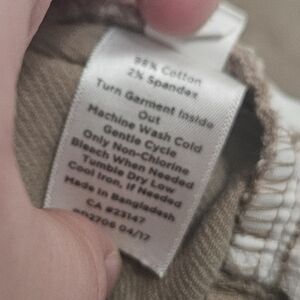 98% Cotton
2% Spandex
Turn Garment Inside
Out
Machine Wash Cold
Gentle Cycle
Only Non-Chlorine
Bleach When Needed
Tumble Dry Low
Cool Iron, If Needed
Made in Bangladesh
CA #23147
04/17